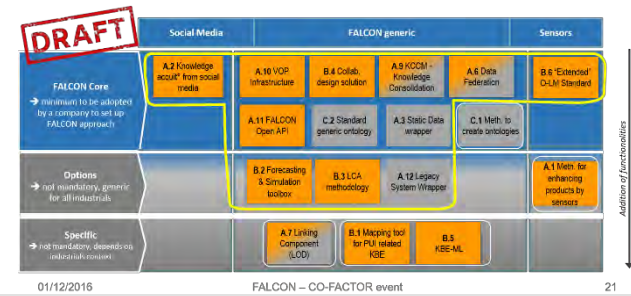 DRAFT
Social Media
FALCON generic
Sensors
FALCON Core
→ minimum to be adopted
by a company to set up
FALCON approach
A.2 Knowledge
acquit° from social
media
A.10 VOP
Infrastructure
B.4 Collab.
design solution
A.9 KCCM -
Knowledge
Consolidation
A.6 Data
Federation
B.6 "Extended"
O-LM Standard
A.11 FALCON
Open API
C.2 Standard
generic ontology
A.3 Static Data
wrapper
C.1 Meth. to
create ontologies
Options
→ not mandatory, generic
for all industrials
B.2 Forecasting
& Simulation
toolbox
B.3 LCA
methodology
A.12 Legacy
System Wrapper
A.1 Meth. for
enhancing
products by
sensors
Specific
→ not mandatory, depends on
industrials context
A.7 Linking
Component
(LOD)
B.1 Mapping tool
for PUI related
KBE
B.5
KBE-ML
Addition of functionalities
01/12/2016
FALCON – CO-FACTOR event
21